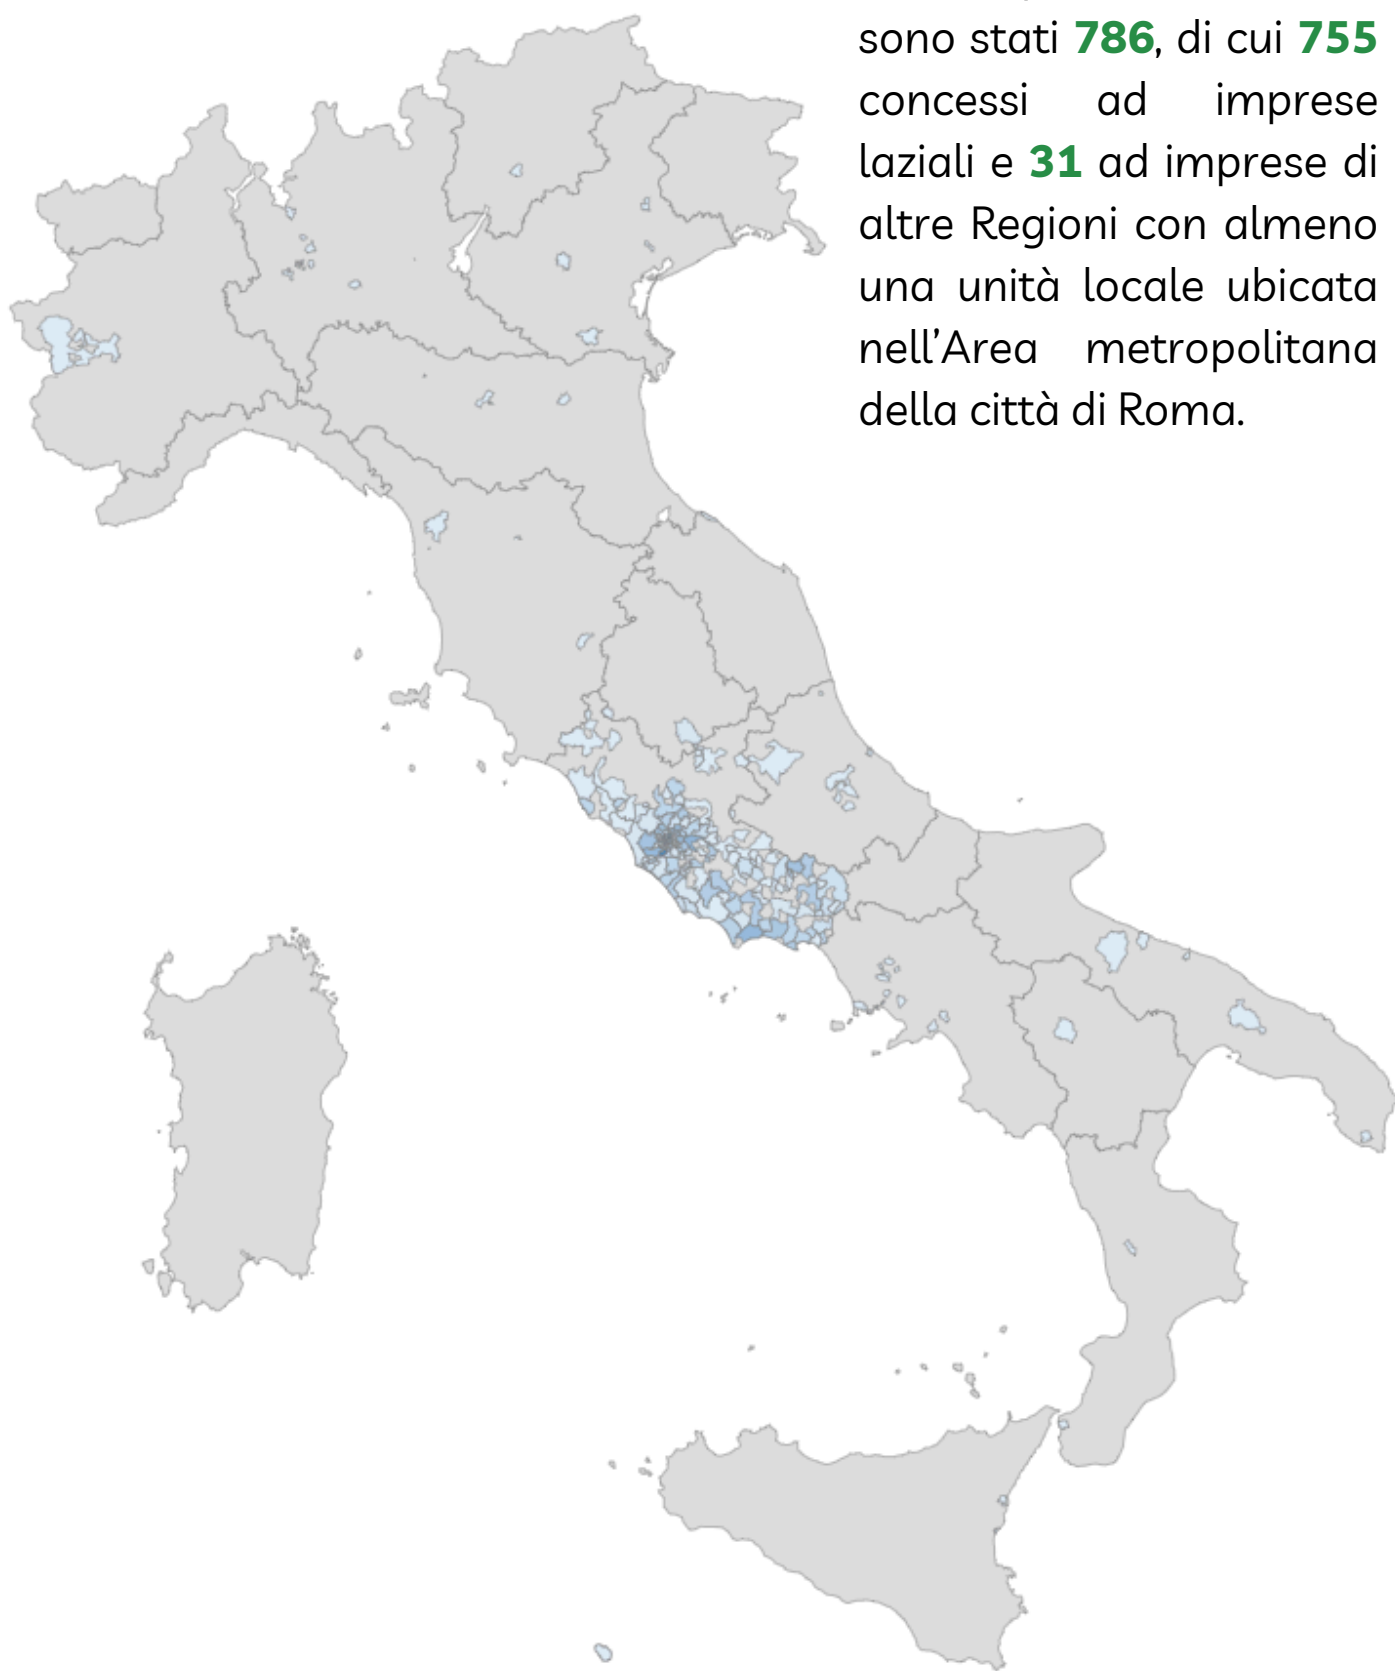 sono stati 786, di cui 755
concessi ad imprese
laziali e 31 ad imprese di
altre Regioni con almeno
una unità locale ubicata
nell’Area metropolitana
della città di Roma.